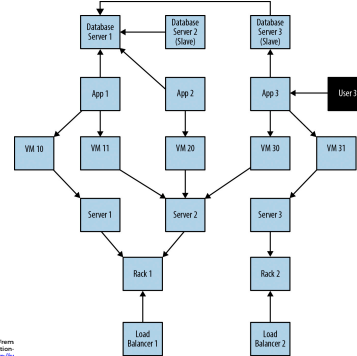 Database
Server 1
Database
Server 2
(Slave)
Database
Server 3
(Slave)
App 1
App 2
App 3
User 3
VM 10
VM 11
VM 20
VM 30
VM 31
Server 1
Server 2
Server 3
Rack 1
Rack 2
Load
Balancer 1
Load
Balancer 2